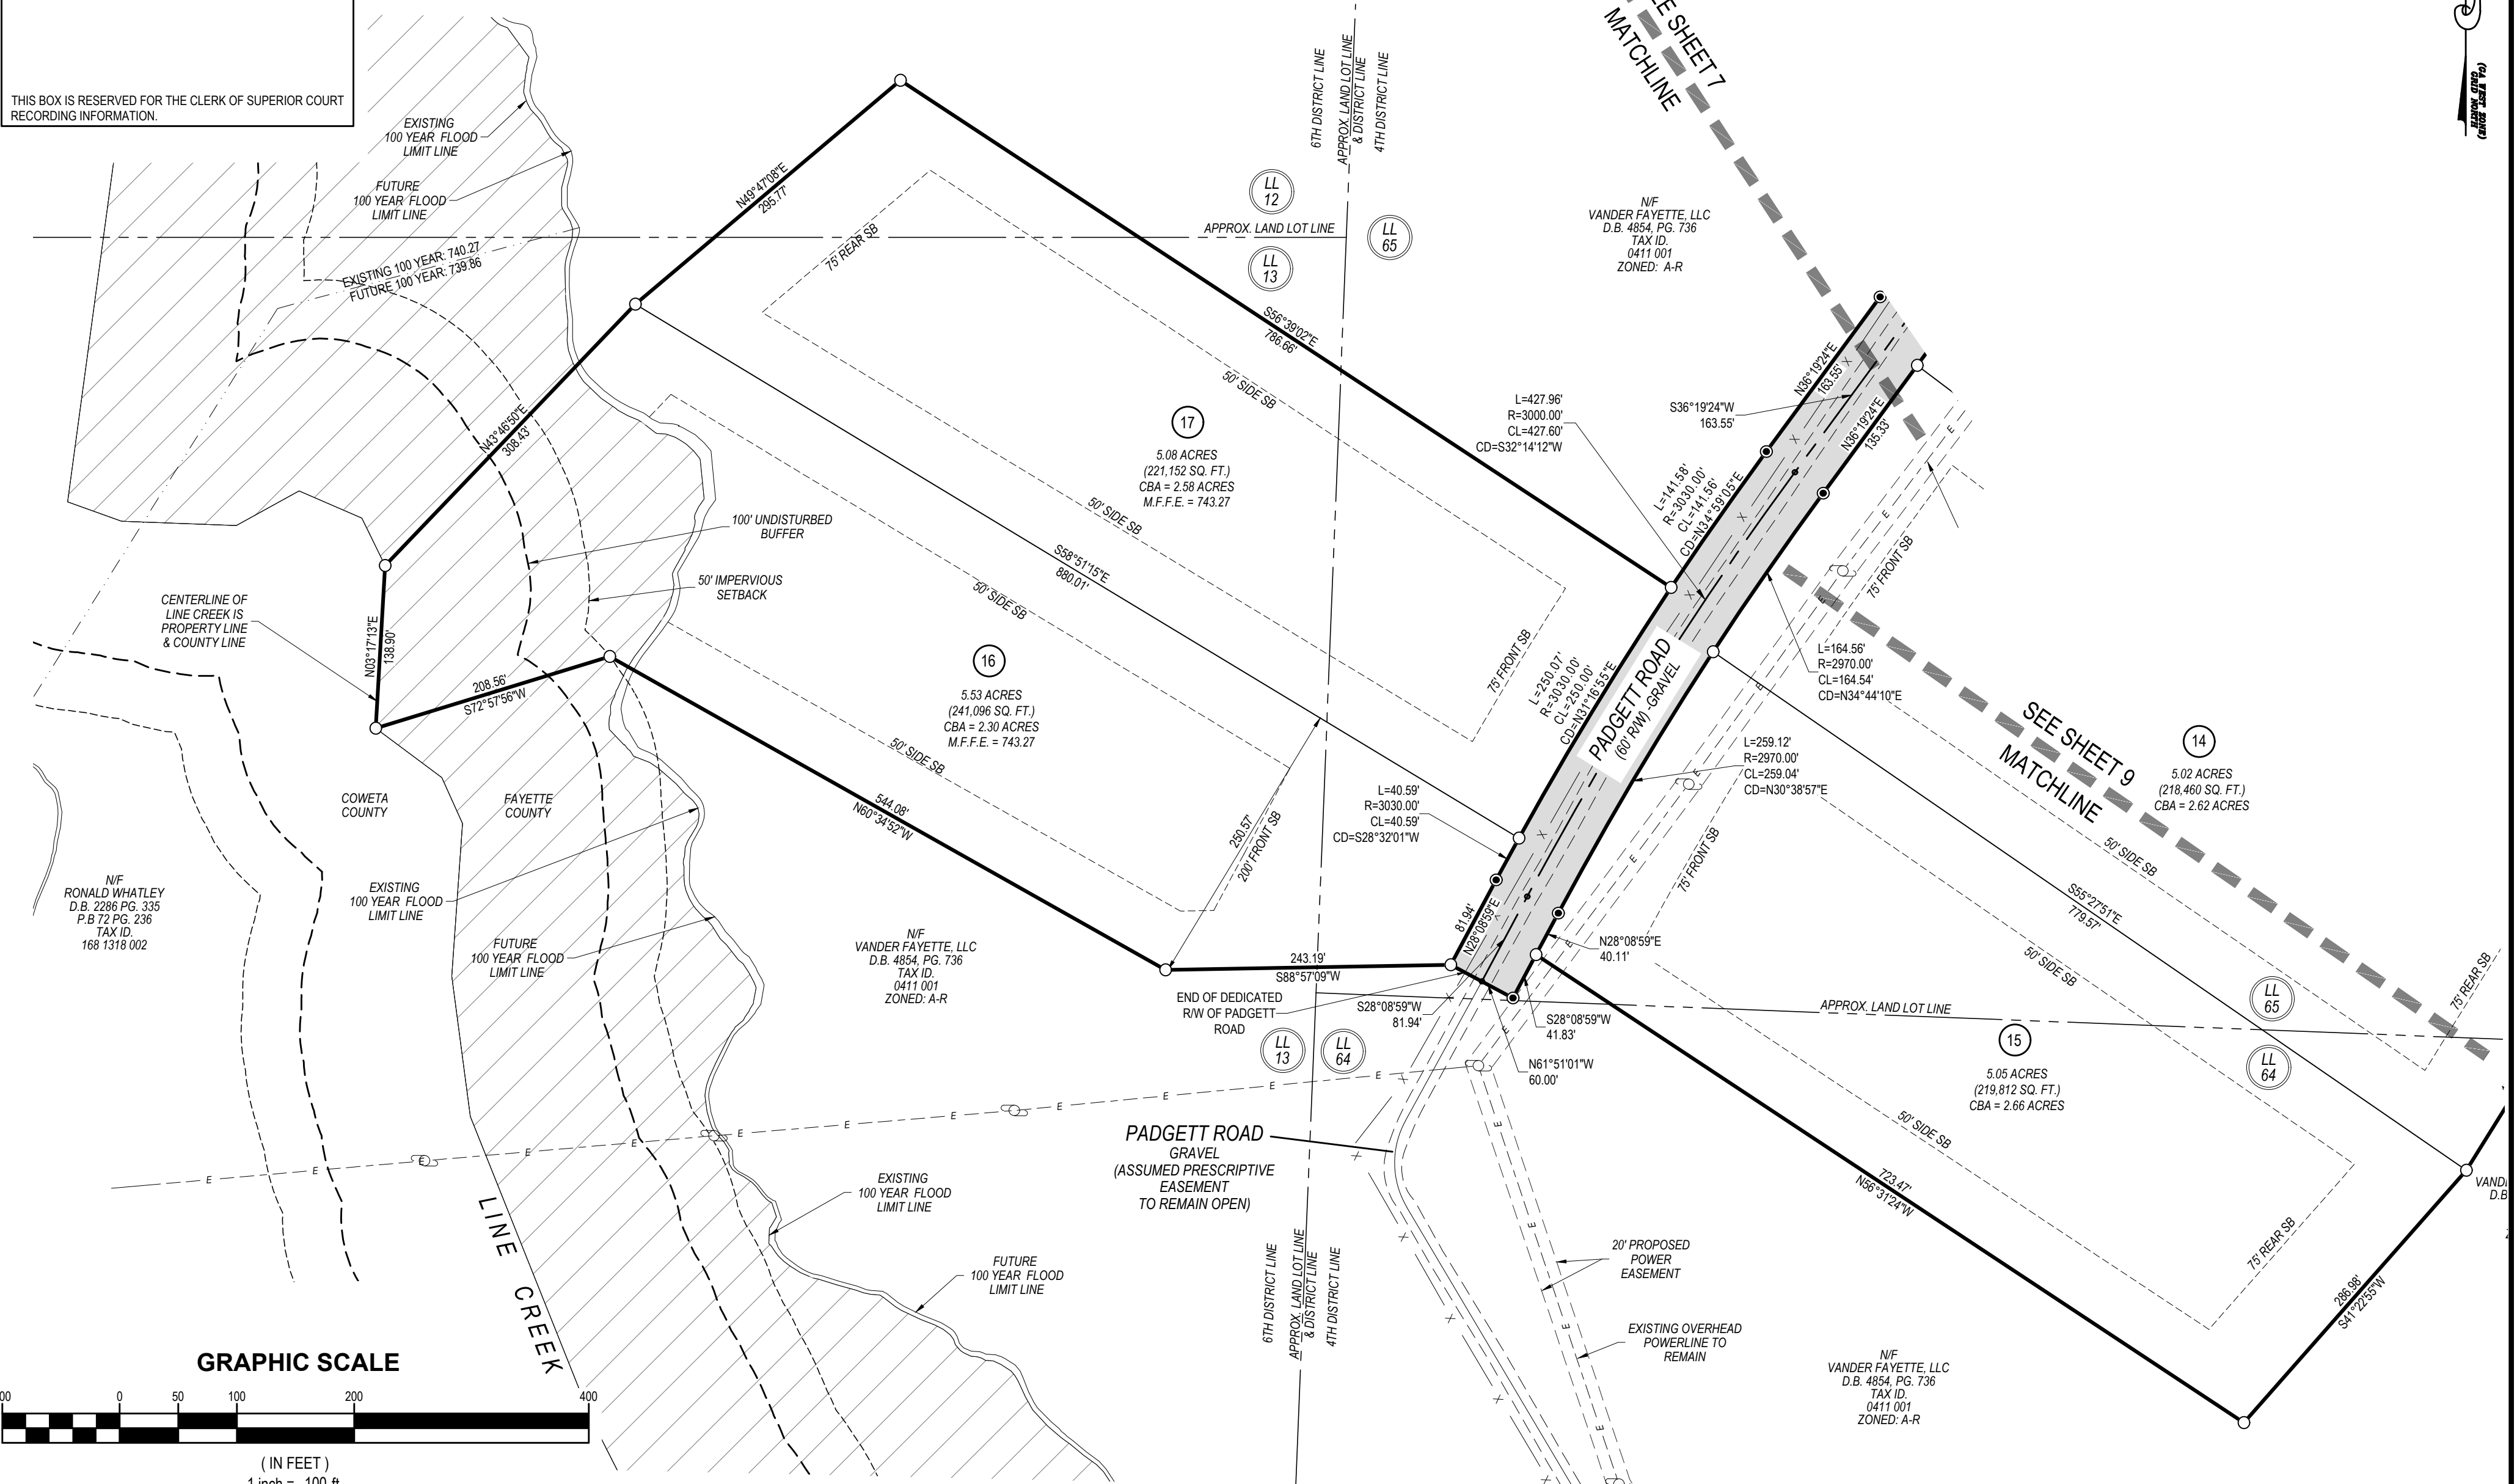 THIS BOX IS RESERVED FOR THE CLERK OF SUPERIOR COURT
RECORDING INFORMATION.
EXISTING
100 YEAR FLOOD
LIMIT LINE
FUTURE
100 YEAR FLOOD
LIMIT LINE
EXISTING 100 YEAR: 740.27
FUTURE 100 YEAR: 739.86
N49°47'08"E
295.77'
75' REAR SB
6TH DISTRICT LINE
APPROX. LAND LOT LINE
& DISTRICT LINE
4TH DISTRICT LINE
LL
12
APPROX. LAND LOT LINE
LL
13
LL
65
SEE SHEET 7
MATCHLINE
GRID NORTH
(GA WEST ZONE)
N/F
VANDER FAYETTE, LLC
D.B. 4854, PG. 736
TAX ID.
0411 001
ZONED: A-R
S56°39'02"E
786.66'
50' SIDE SB
17
5.08 ACRES
(221,152 SQ. FT.)
CBA = 2.58 ACRES
M.F.F.E. = 743.27
50' SIDE SB
75' FRONT SB
S58°51'15"E
880.01'
N43°46'50"E
308.43'
100' UNDISTURBED
BUFFER
50' IMPERVIOUS
SETBACK
CENTERLINE OF
LINE CREEK IS
PROPERTY LINE
& COUNTY LINE
N03°17'13"E
138.90'
208.56'
S72°57'56"W
50' SIDE SB
16
5.53 ACRES
(241,096 SQ. FT.)
CBA = 2.30 ACRES
M.F.F.E. = 743.27
50' SIDE SB
544.08'
N60°34'52"W
250.57'
200' FRONT SB
L=427.96'
R=3000.00'
CL=427.60'
CD=S32°14'12"W
S36°19'24"W
163.55'
N36°19'24"E
163.55'
N36°19'24"E
135.33'
L=141.58'
R=3030.00'
CL=141.56'
CD=N34°59'05"E
L=250.07'
R=3030.00'
CL=250.00'
CD=N31°16'55"E
PADGETT ROAD
(60' R/W) -GRAVEL
75' FRONT SB
L=164.56'
R=2970.00'
CL=164.54'
CD=N34°44'10"E
L=259.12'
R=2970.00'
CL=259.04'
CD=N30°38'57"E
L=40.59'
R=3030.00'
CL=40.59'
CD=S28°32'01"W
75' FRONT SB
SEE SHEET 9
MATCHLINE
14
5.02 ACRES
(218,460 SQ. FT.)
CBA = 2.62 ACRES
50' SIDE SB
S55°27'51"E
779.57'
50' SIDE SB
75' REAR SB
COWETA
COUNTY
FAYETTE
COUNTY
N/F
RONALD WHATLEY
D.B. 2286 PG. 335
P.B 72 PG. 236
TAX ID.
168 1318 002
EXISTING
100 YEAR FLOOD
LIMIT LINE
FUTURE
100 YEAR FLOOD
LIMIT LINE
N/F
VANDER FAYETTE, LLC
D.B. 4854, PG. 736
TAX ID.
0411 001
ZONED: A-R
243.19'
S88°57'09"W
81.94'
N28°08'59"E
END OF DEDICATED
R/W OF PADGETT
ROAD
S28°08'59"W
81.94'
N28°08'59"E
40.11'
S28°08'59"W
41.83'
N61°51'01"W
60.00'
LL
13
LL
64
APPROX. LAND LOT LINE
LL
65
LL
64
15
5.05 ACRES
(219,812 SQ. FT.)
CBA = 2.66 ACRES
50' SIDE SB
723.47'
N56°31'24"W
75' REAR SB
286.98'
S41°22'55"W
VAND
D.B
PADGETT ROAD
GRAVEL
(ASSUMED PRESCRIPTIVE
EASEMENT
TO REMAIN OPEN)
EXISTING
100 YEAR FLOOD
LIMIT LINE
FUTURE
100 YEAR FLOOD
LIMIT LINE
LINE CREEK
6TH DISTRICT LINE
APPROX. LAND LOT LINE
& DISTRICT LINE
4TH DISTRICT LINE
20' PROPOSED
POWER
EASEMENT
EXISTING OVERHEAD
POWERLINE TO
REMAIN
N/F
VANDER FAYETTE, LLC
D.B. 4854, PG. 736
TAX ID.
0411 001
ZONED: A-R
GRAPHIC SCALE
00 0 50 100 200 400
( IN FEET )
1 inch = 100 ft.